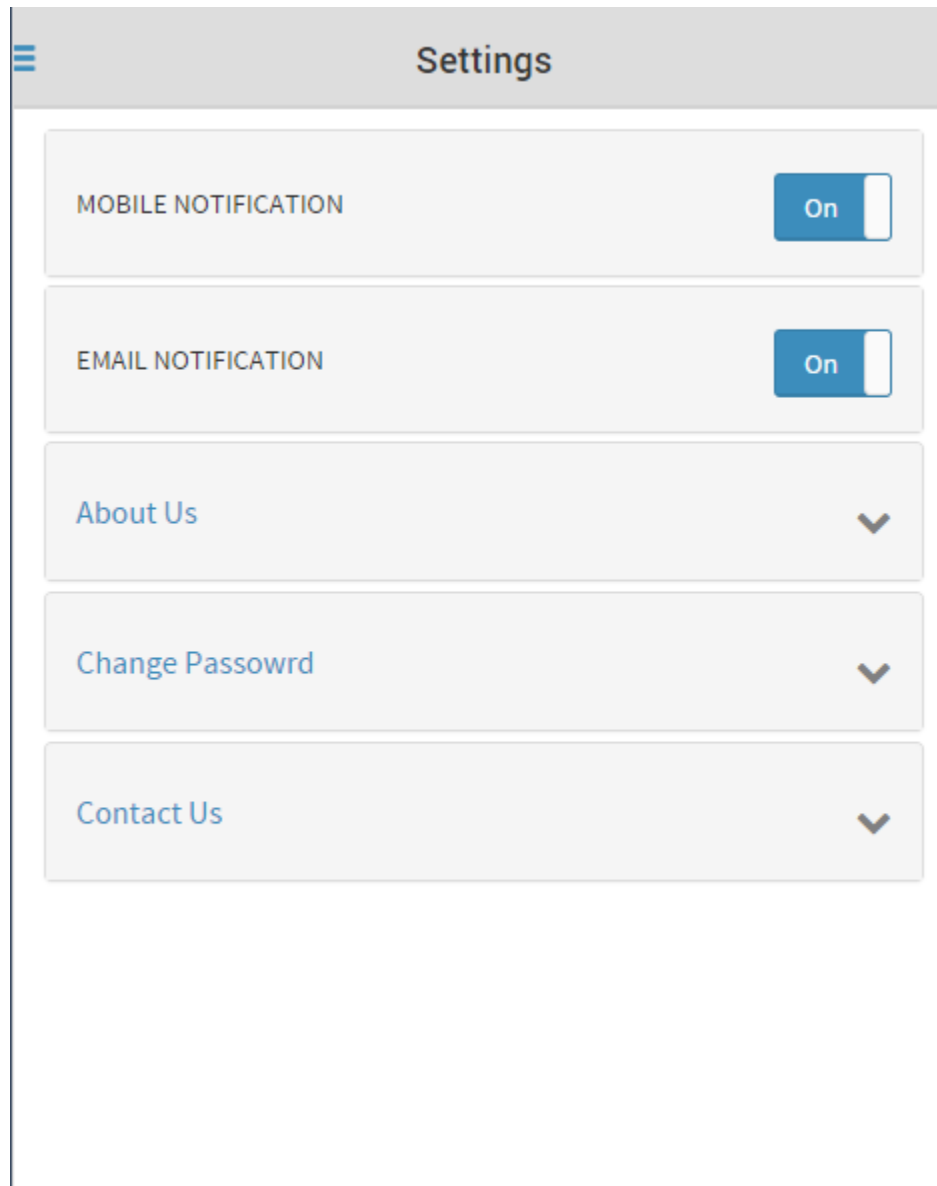 Settings
MOBILE NOTIFICATION
On
EMAIL NOTIFICATION
On
About Us
Change Passowrd
Contact Us